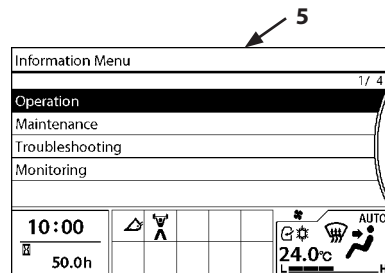 5
Information Menu
1/ 4
Operation
Maintenance
Troubleshooting
Monitoring
10:00
50.0h
AUTO
24.0℃
L